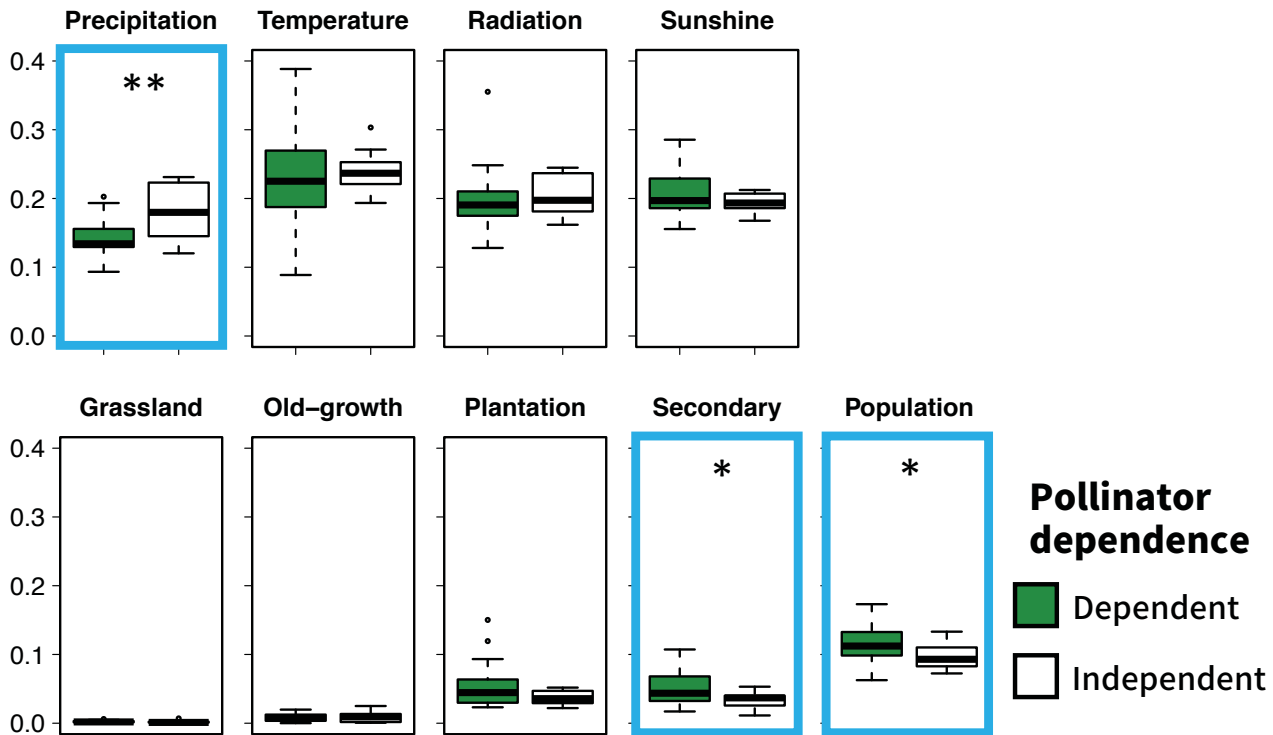 Precipitation Temperature Radiation Sunshine
0.4
**
0.3
0.2
0.1
0.0
Grassland Old–growth Plantation Secondary Population
0.4
* *
0.3
0.2
0.1
0.0
Pollinator
dependence
Dependent
Independent